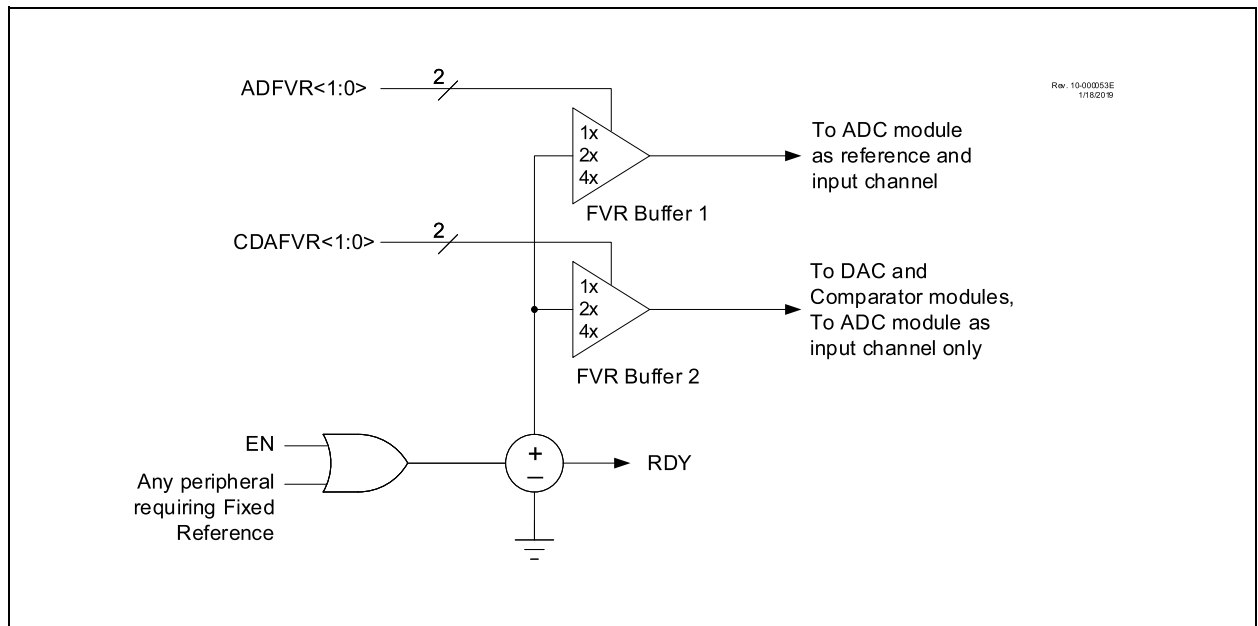 ADFVR<1:0>
2
Rev. 10-000053E
1/18/2019
1x
2x
4x
To ADC module
as reference and
input channel
FVR Buffer 1
CDAFVR<1:0>
2
1x
2x
4x
To DAC and
Comparator modules,
To ADC module as
input channel only
FVR Buffer 2
EN
Any peripheral
requiring Fixed
Reference
+
–
RDY